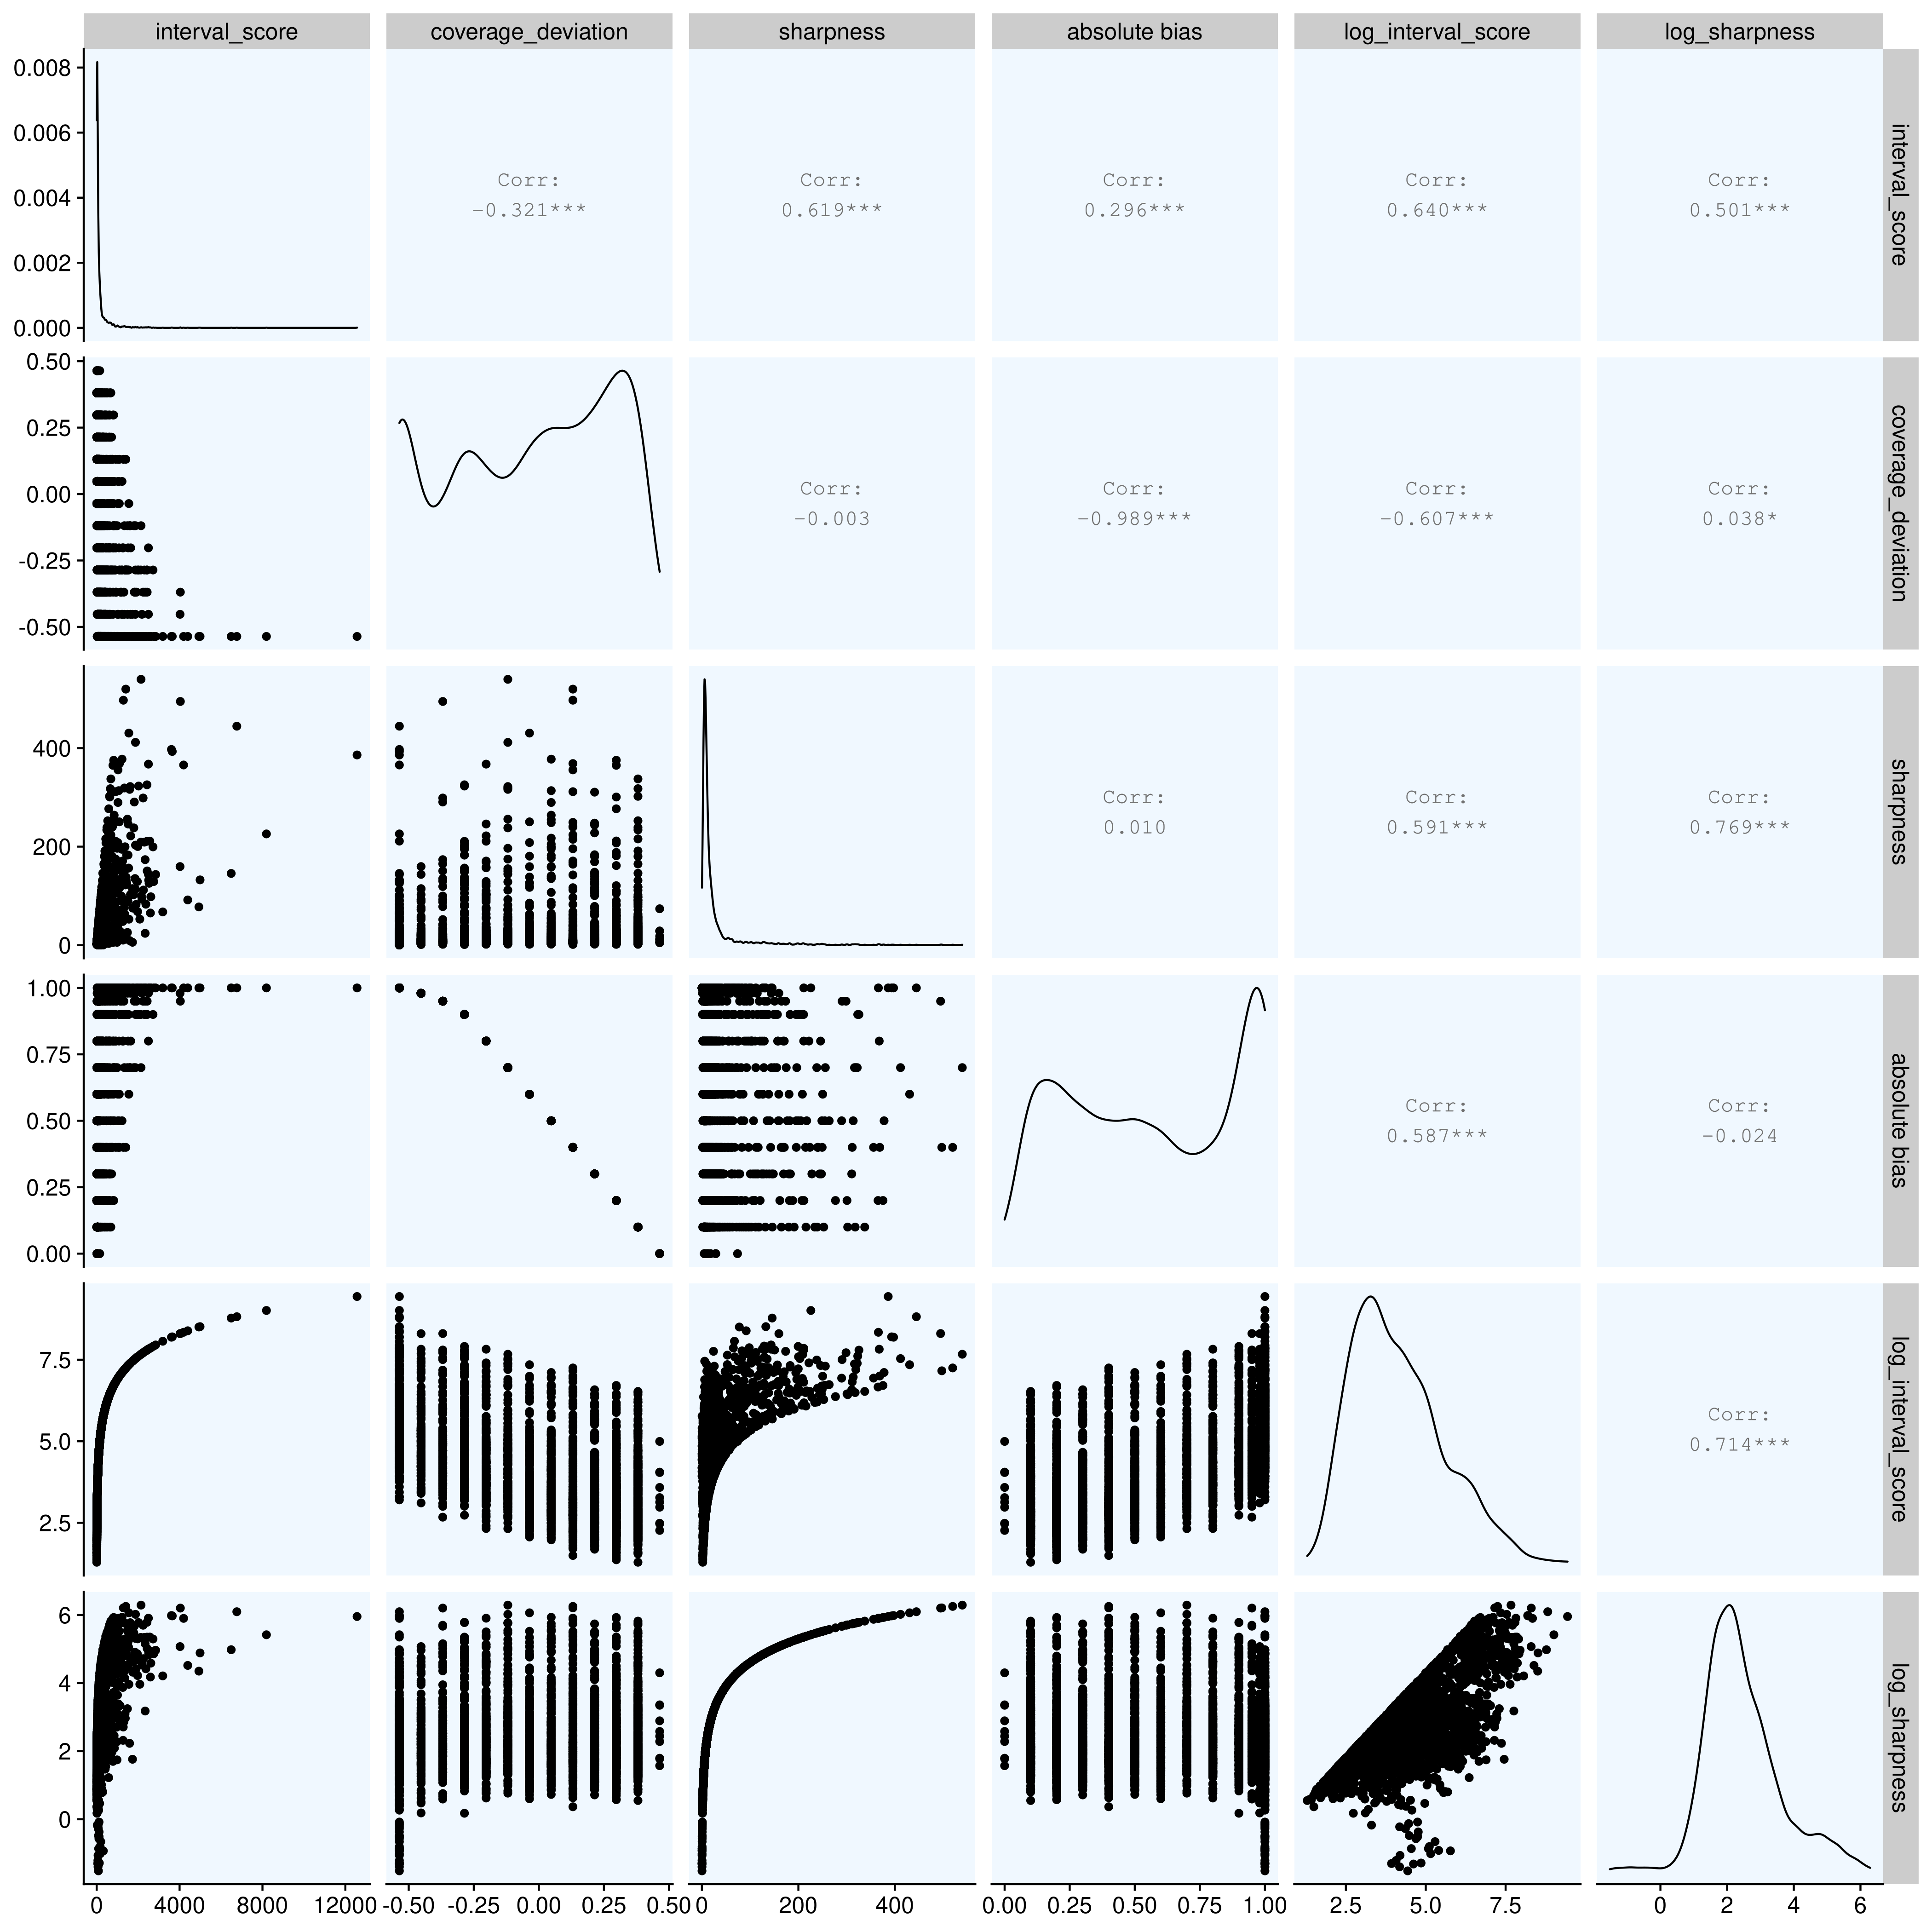 interval_score coverage_deviation sharpness absolute bias log_interval_score log_sharpness
0.008
0.006
0.004
0.002
0.000
Corr: Corr: Corr: Corr: Corr:
-0.321*** 0.619*** 0.296*** 0.640*** 0.501***
interval_score
0.50
0.25
0.00
-0.25
-0.50
Corr: Corr: Corr: Corr:
-0.003 -0.989*** -0.607*** 0.038*
coverage_deviation
400
200
0
Corr: Corr: Corr:
0.010 0.591*** 0.769***
sharpness
1.00
0.75
0.50
0.25
0.00
Corr: Corr:
0.587*** -0.024
absolute bias
7.5
5.0
2.5
Corr:
0.714***
log_interval_score
6
4
2
0
log_sharpness
0 4000 8000 12000 -0.50 -0.25 0.00 0.25 0.50 0 200 400 0.00 0.25 0.50 0.75 1.00 2.5 5.0 7.5 0 2 4 6